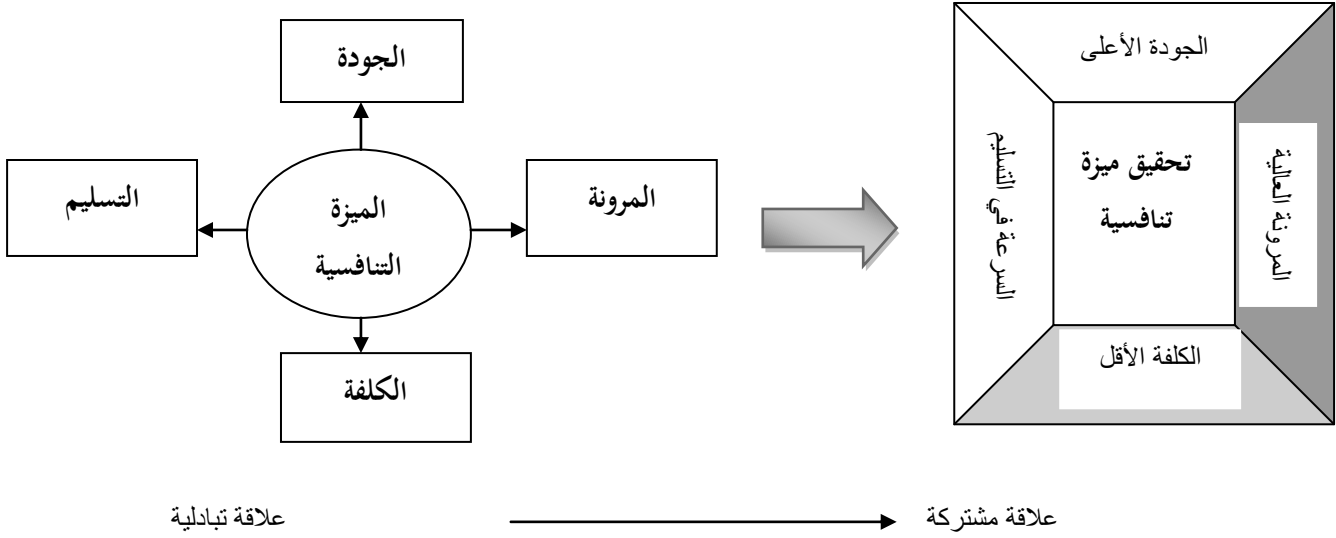 الجودة
الجودة الأعلى
التسليم
الميزة
التنافسية
المرونة
الكلفة
السرعة في التسليم
تحقيق ميزة
تنافسية
المرونة العالية
الكلفة الأقل
علاقة تبادلية
علاقة مشتركة